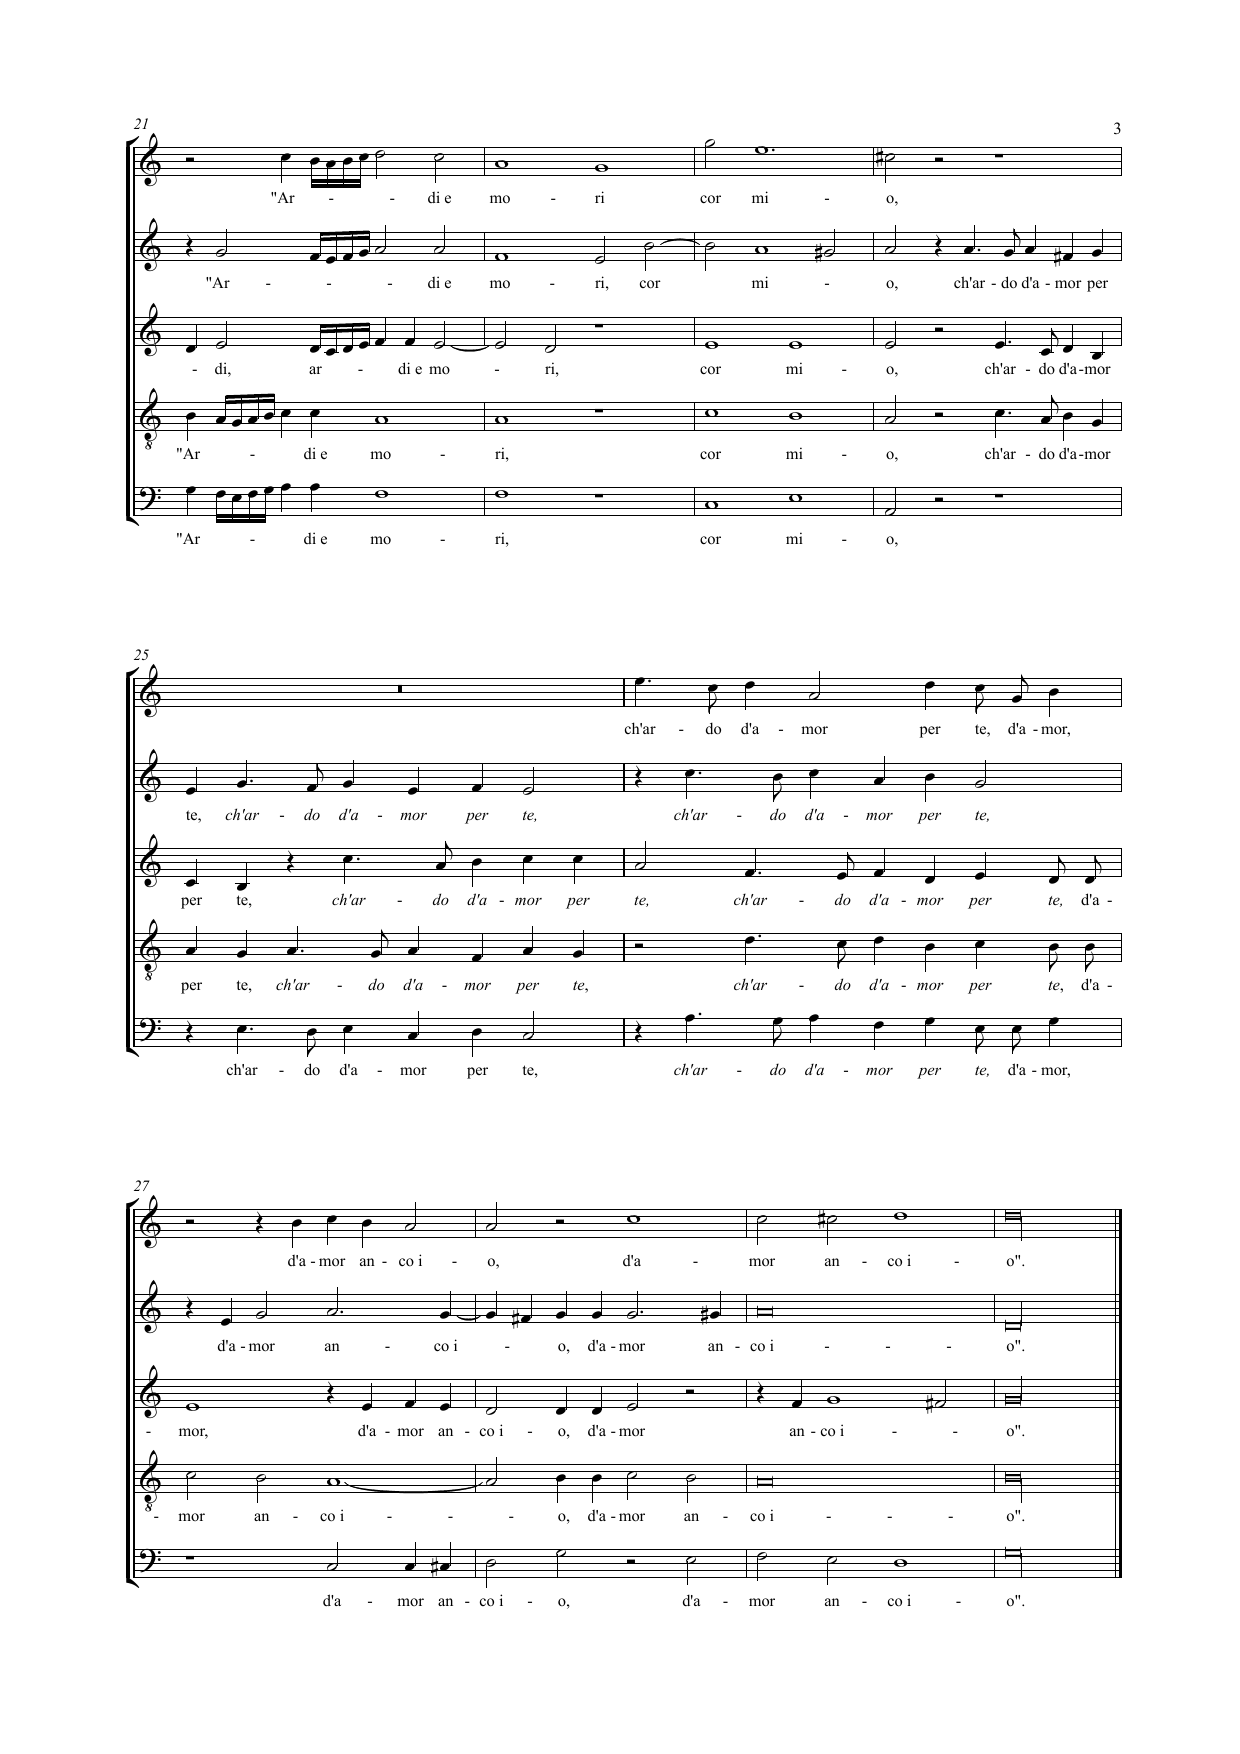 21
3
"Ar - - di e mo - ri cor mi - o,
"Ar - - - di e mo - ri, cor mi - o, ch'ar - do d'a - mor per
- di, ar - di e mo - ri, cor mi - o, ch'ar - do d'a - mor
"Ar - di e mo - ri, cor mi - o, ch'ar - do d'a - mor
"Ar - di e mo - ri, cor mi - o,
25
ch'ar - do d'a - mor per te, d'a - mor,
te, ch'ar - do d'a - mor per te, ch'ar - do d'a - mor per te,
per te, ch'ar - do d'a - mor per te, ch'ar - do d'a - mor per te, d'a -
per te, ch'ar - do d'a - mor per te, ch'ar - do d'a - mor per te, d'a -
ch'ar - do d'a - mor per te, ch'ar - do d'a - mor per te, d'a - mor,
27
d'a - mor an - co i - o, d'a - mor an - co i - o".
d'a - mor an - co i - o, d'a - mor an - co i - - - o".
- mor, d'a - mor an - co i - o, d'a - mor an - co i - - o".
- mor an - co i - - - o, d'a - mor an - co i - - - o".
d'a - mor an - co i - o, d'a - mor an - co i - o".